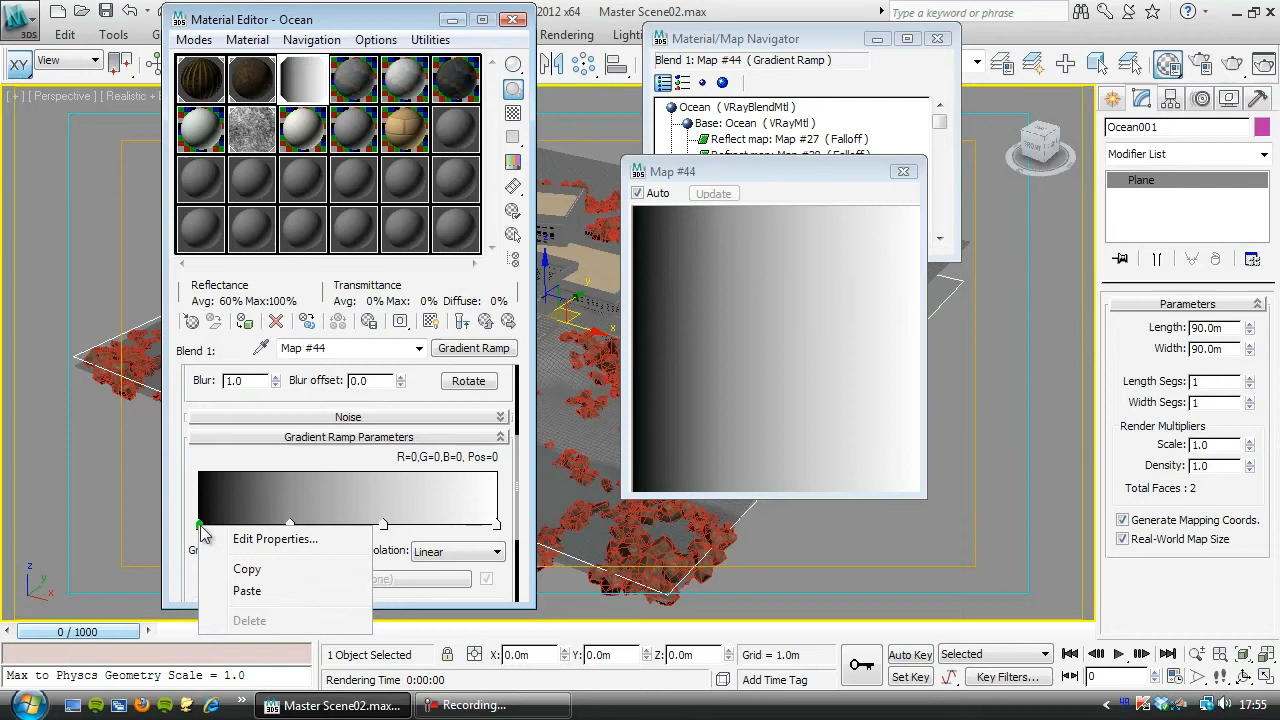 Material Editor - Ocean
2012 x64
Master Scene02.max
Type a keyword or phrase
Edit
Tools
Rendering
Lighting
Modes
Material
Navigation
Options
Utilities
Material/Map Navigator
Blend 1: Map #44 (Gradient Ramp )
XY
View
[ + ] [ Perspective ] [ Realistic +
Ocean ( VRayBlendMtl )
Base: Ocean ( VRayMtl )
Reflect map: Map #27 ( Falloff )
Map #44
Auto
Update
Ocean001
Modifier List
Plane
Reflectance
Avg: 60% Max:100%
Transmittance
Avg: 0% Max: 0% Diffuse: 0%
Blend 1:
Map #44
Gradient Ramp
Blur: 1.0
Blur offset: 0.0
Rotate
Noise
Gradient Ramp Parameters
R=0,G=0,B=0, Pos=0
Edit Properties...
Copy
Paste
Delete
olation: Linear
Parameters
Length: 90.0m
Width: 90.0m
Length Segs: 1
Width Segs: 1
Render Multipliers
Scale: 1.0
Density: 1.0
Total Faces : 2
Generate Mapping Coords.
Real-World Map Size
0 / 1000
Max to Physcs Geometry Scale = 1.0
1 Object Selected
X: 0.0m
Y: 0.0m
Z: 0.0m
Grid = 1.0m
Rendering Time 0:00:00
Add Time Tag
Auto Key
Selected
Set Key
Key Filters...
0
Master Scene02.max...
Recording...
17:55